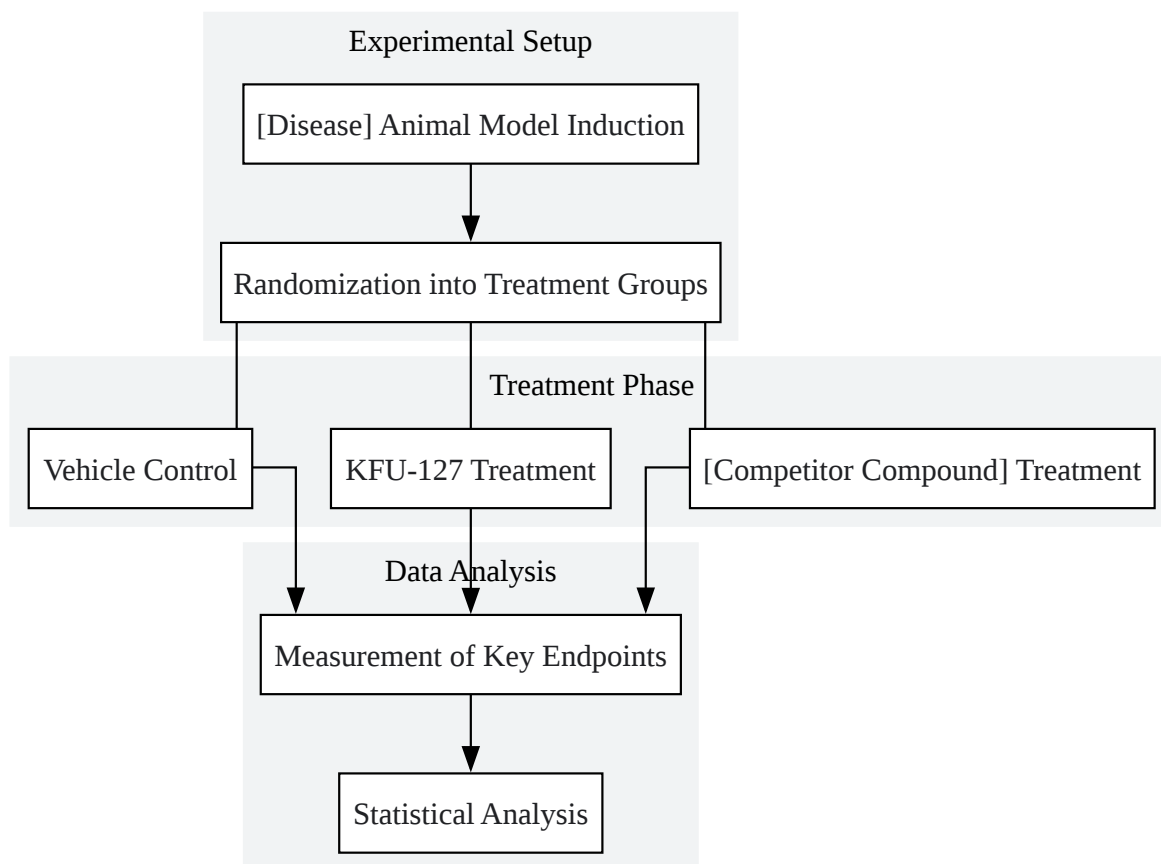 Experimental Setup
[Disease] Animal Model Induction
Randomization into Treatment Groups
Treatment Phase
Vehicle Control
KFU-127 Treatment
[Competitor Compound] Treatment
Data Analysis
Measurement of Key Endpoints
Statistical Analysis